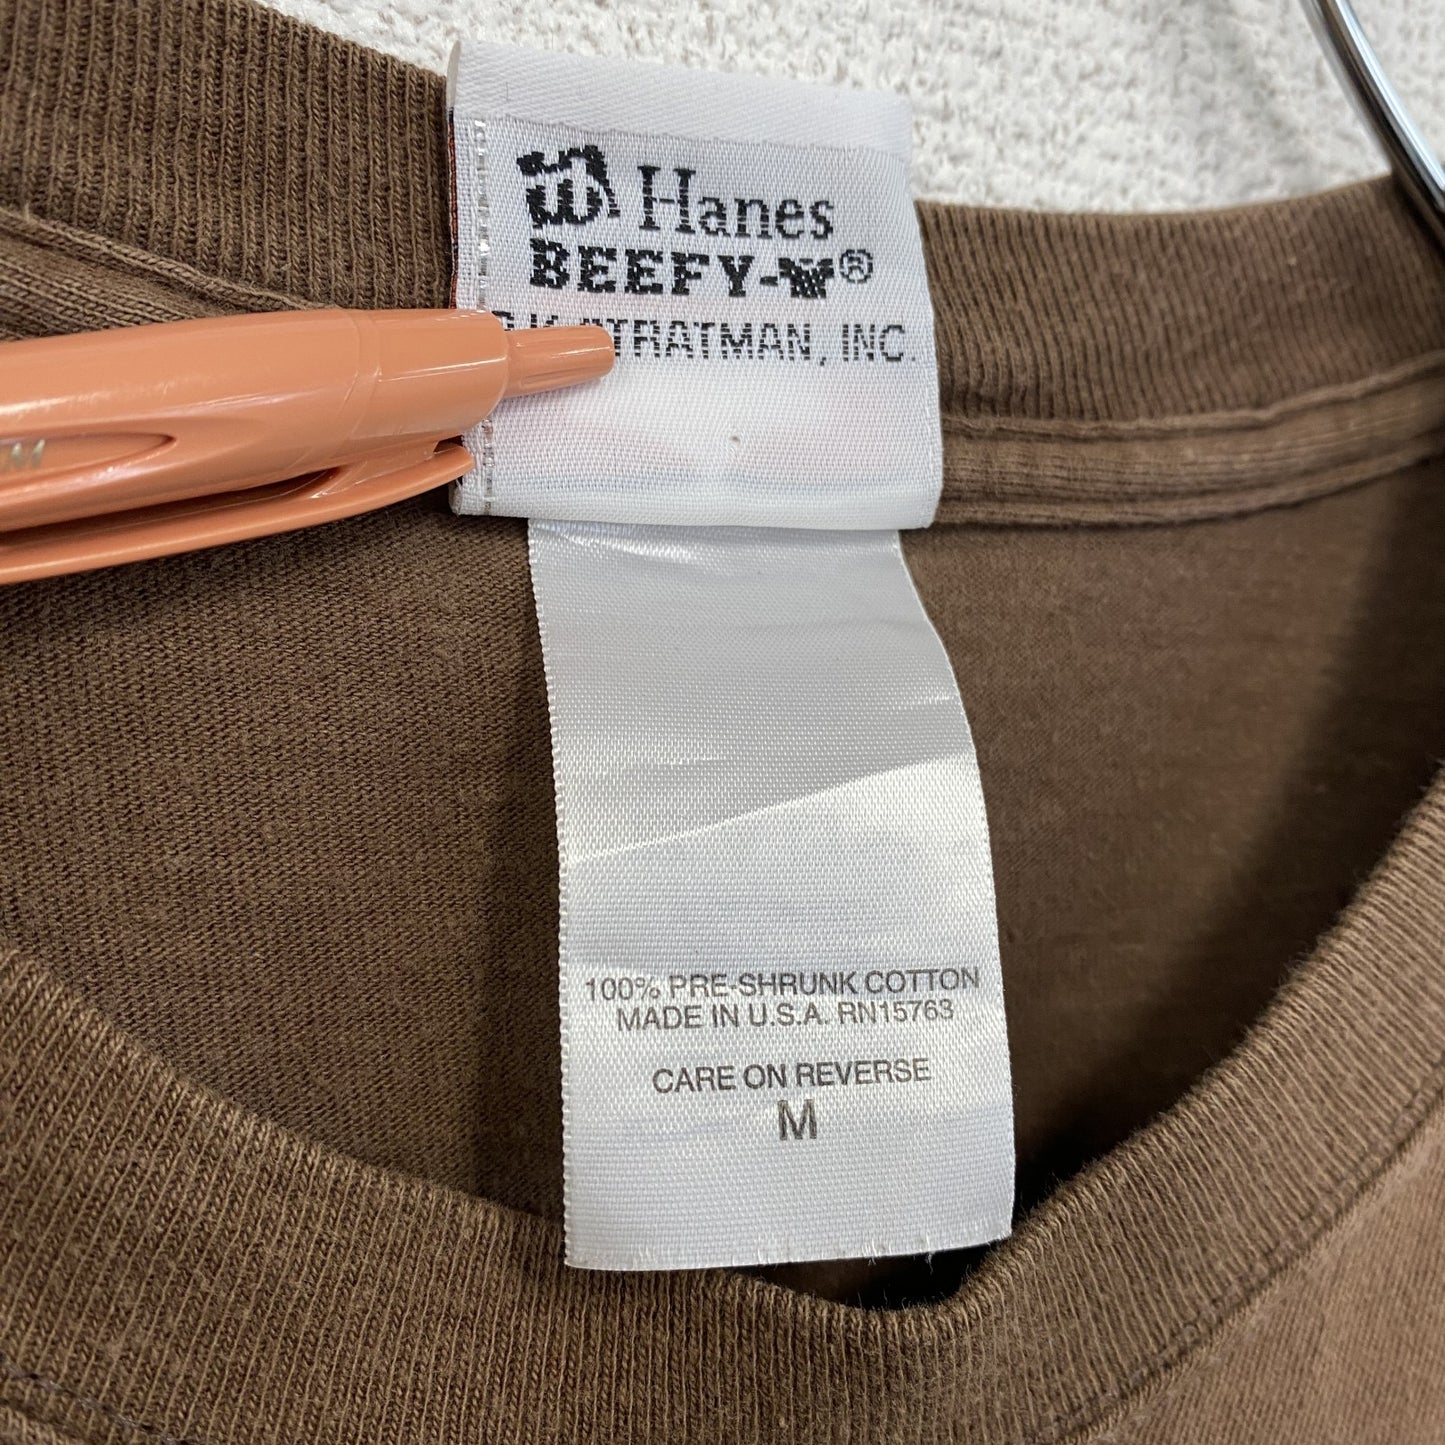 Hanes
BEEFY-T®
STRATMAN, INC.
100% PRE-SHRUNK COTTON
MADE IN U.S.A. RN15763
CARE ON REVERSE
M